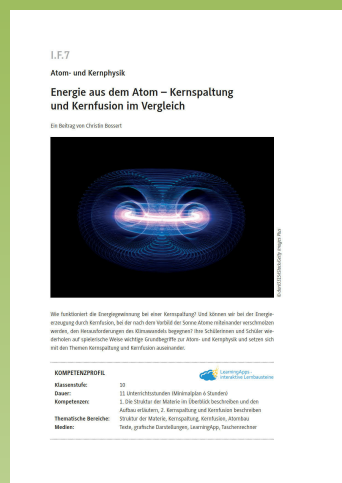 I.F.7
Atom- und Kernphysik
Energie aus dem Atom – Kernspaltung
und Kernfusion im Vergleich
Ein Beitrag von Christin Bossert
Wie funktioniert die Energiegewinnung bei einer Kernspaltung? Und können wir bei der Energie-
erzeugung durch Kernfusion, bei der nach dem Vorbild der Sonne Atome miteinander verschmolzen
werden, den Herausforderungen des Klimawandels begegnen? Ihre Schülerinnen und Schüler wie-
derholen auf spielerische Weise wichtige Grundbegriffe zur Atom- und Kernphysik und setzen sich
mit den Themen Kernspaltung und Kernfusion auseinander.
KOMPETENZPROFIL
LearningApps -
interaktive Lernbausteine
Klassenstufe: 10
Dauer: 11 Unterrichtsstunden (Minimalplan 6 Stunden)
Kompetenzen: 1. Die Struktur der Materie im Überblick beschreiben und den
Aufbau erläutern, 2. Kernspaltung und Kernfusion beschreiben
Thematische Bereiche: Struktur der Materie, Kernspaltung, Kernfusion, Atombau
Medien: Texte, grafische Darstellungen, LearningApp, Taschenrechner